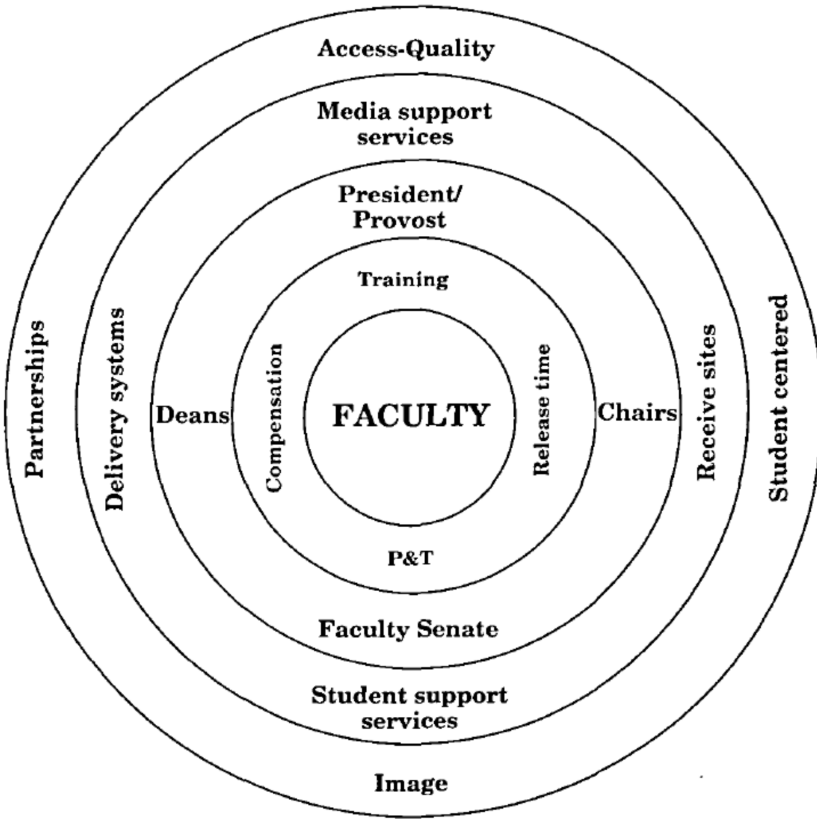 Access-Quality
Media support
services
President/
Provost
Training
Partnerships
Delivery systems
Deans
Compensation
FACULTY
Release time
Chairs
Receive sites
Student centered
P&T
Faculty Senate
Student support
services
Image